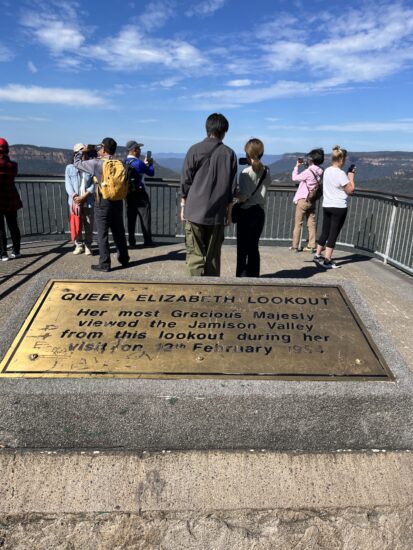 QUEEN ELIZABETH LOOKOUT
Her most Gracious Majesty
viewed the Jamison Valley
from this lookout during her
visit on 12th February 1954